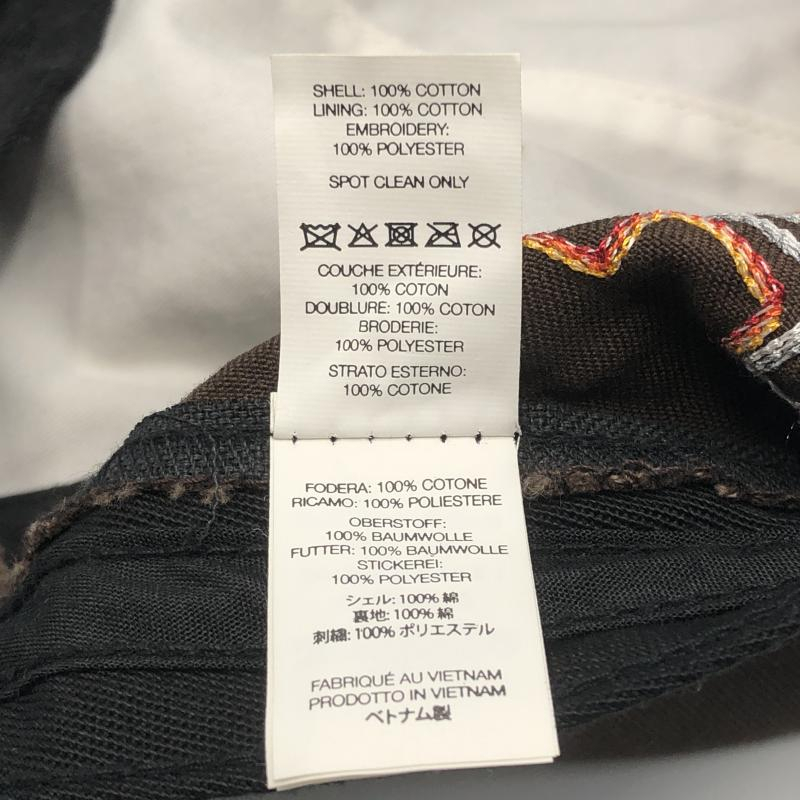 SHELL: 100% COTTON
LINING: 100% COTTON
EMBROIDERY:
100% POLYESTER
SPOT CLEAN ONLY
COUCHE EXTÉRIEURE:
100% COTON
DOUBLURE: 100% COTON
BRODERIE:
100% POLYESTER
STRATO ESTERNO:
100% COTONE
FODERA: 100% COTONE
RICAMO: 100% POLIESTERE
OBERSTOFF:
100% BAUMWOLLE
FUTTER: 100% BAUMWOLLE
STICKEREI:
100% POLYESTER
シェル: 100% 綿
裏地: 100% 綿
刺繍: 100% ポリエステル
FABRIQUÉ AU VIETNAM
PRODOTTO IN VIETNAM
ベトナム製